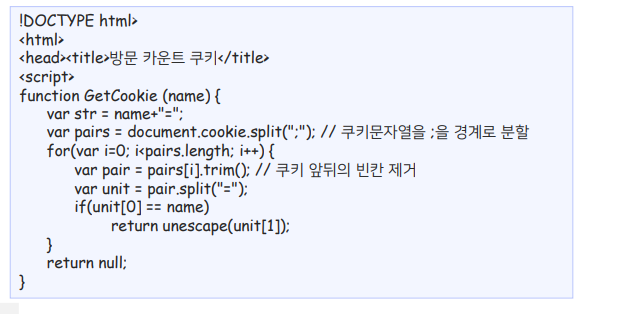 !DOCTYPE html>
<html>
<head><title>방문 카운트 쿠키</title>
<script>
function GetCookie (name) {
var str = name+"=";
var pairs = document.cookie.split(";"); // 쿠키문자열을 ;을 경계로 분할
for(var i=0; i<pairs.length; i++) {
var pair = pairs[i].trim(); // 쿠키 앞뒤의 빈칸 제거
var unit = pair.split("=");
if(unit[0] == name)
return unescape(unit[1]);
}
return null;
}